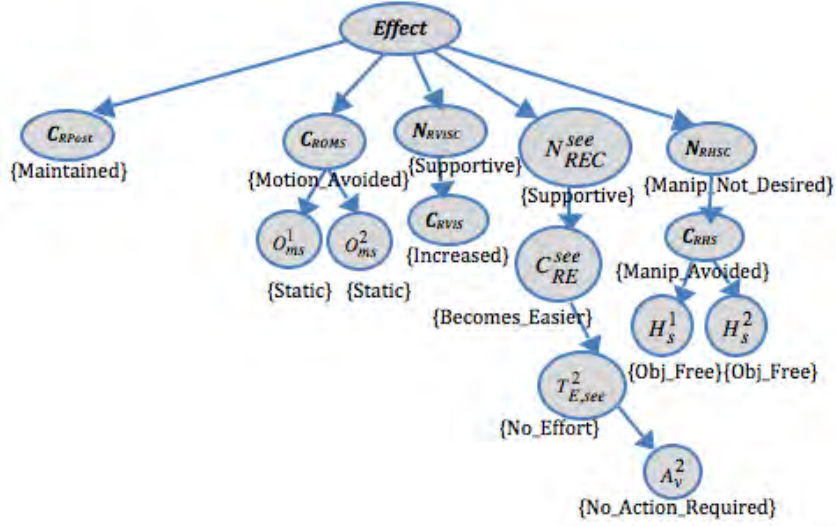 Effect
C_RPost
{Maintained}
C_ROMS
{Motion_Avoided}
O^1_ms
{Static}
O^2_ms
{Static}
N_RVISC
{Supportive}
C_RVIS
{Increased}
N^see_REC
{Supportive}
C^see_RE
{Becomes_Easier}
T^2_E,see
{No_Effort}
A^2_v
{No_Action_Required}
N_RHSC
{Manip_Not_Desired}
C_RHS
{Manip_Avoided}
H^1_s
{Obj_Free}
H^2_s
{Obj_Free}